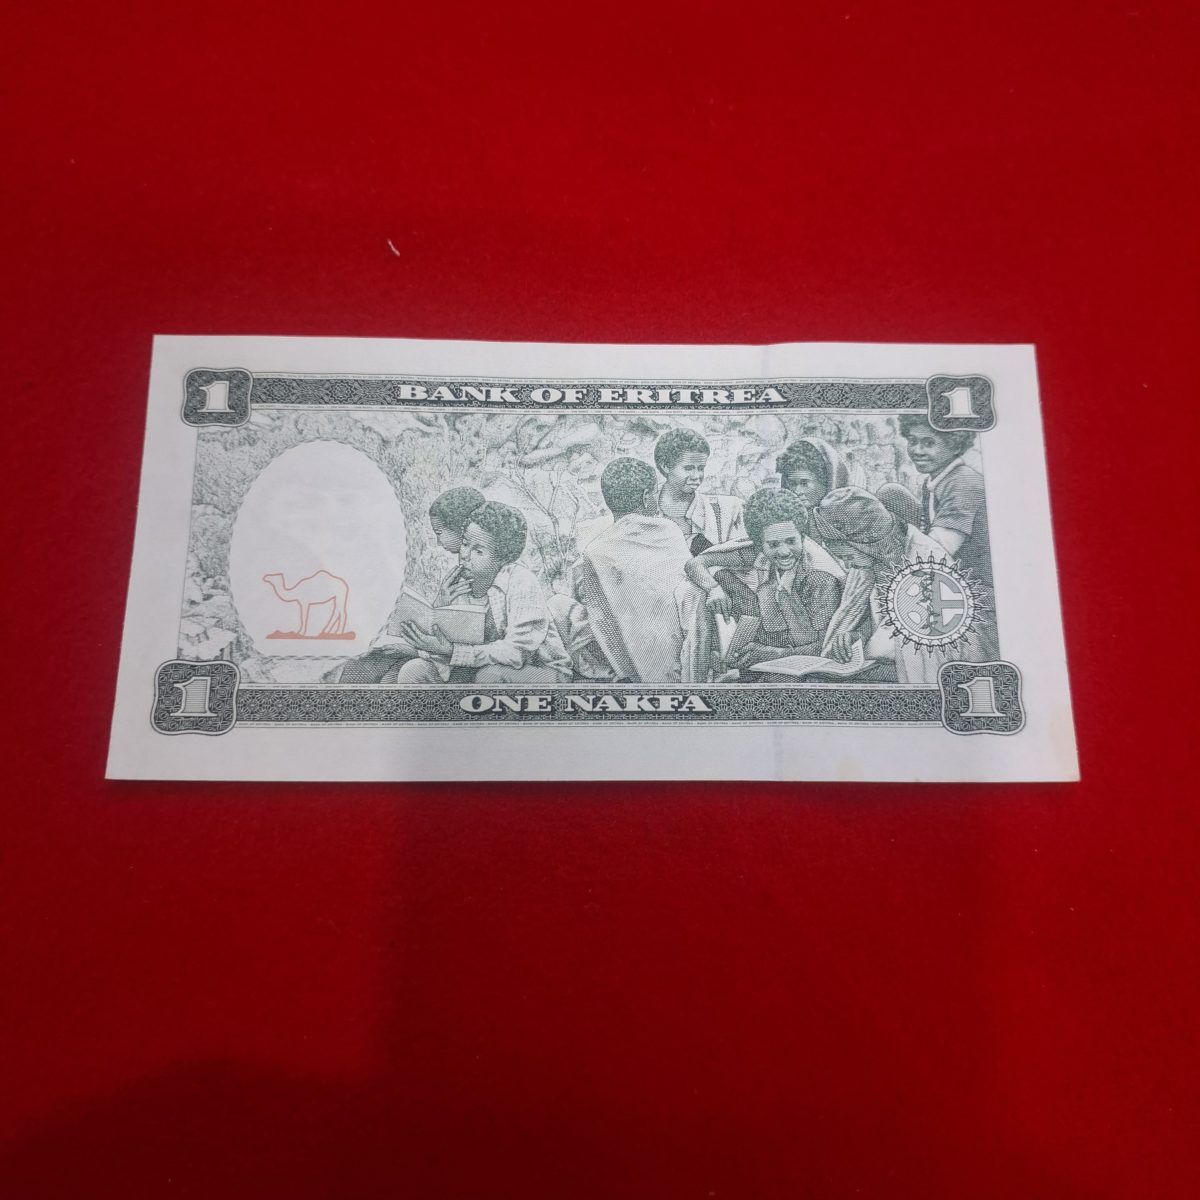 1 BANK OF ERITREA 1
1 ONE NAKFA 1